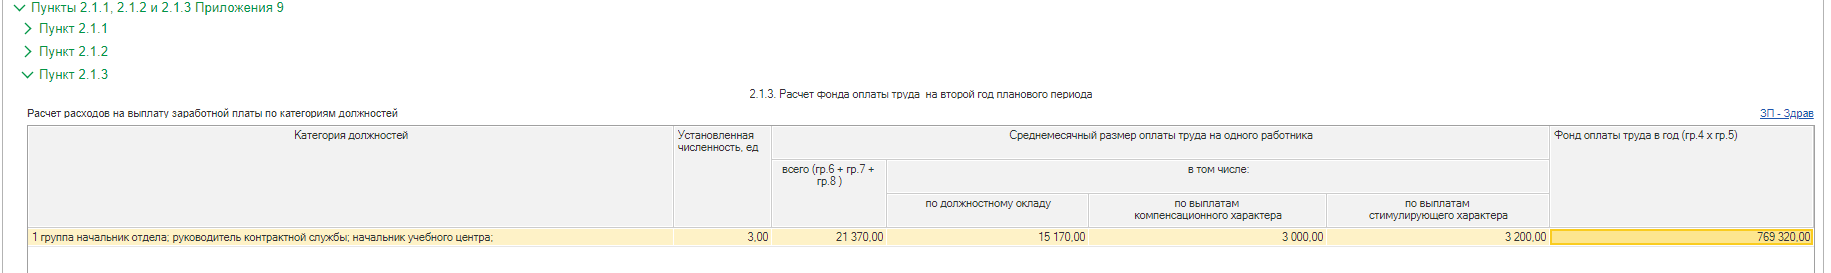 Пункты 2.1.1, 2.1.2 и 2.1.3 Приложения 9
Пункт 2.1.1
Пункт 2.1.2
Пункт 2.1.3
2.1.3. Расчет фонда оплаты труда  на второй год планового периода
Расчет расходов на выплату заработной платы по категориям должностей
ЗП - Здрав
Категория должностей
Установленная
численность, ед
Среднемесячный размер оплаты труда на одного работника
Фонд оплаты труда в год (гр.4 х гр.5)
всего (гр.6 + гр.7 +
гр.8 )
в том числе:
по должностному окладу
по выплатам
компенсационного характера
по выплатам
стимулирующего характера
1 группа начальник отдела; руководитель контрактной службы; начальник учебного центра;
3,00
21 370,00
15 170,00
3 000,00
3 200,00
769 320,00